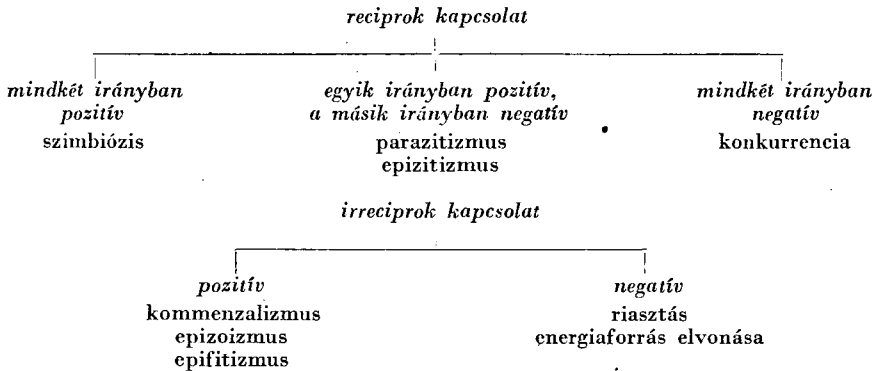 reciprok kapcsolat
mindkét irányban pozitív
szimbiózis
egyik irányban pozitív,
a másik irányban negatív
parazitizmus
epizitizmus
mindkét irányban negatív
konkurrencia
irreciprok kapcsolat
pozitív
kommenzalizmus
epizoizmus
epifitizmus
negatív
riasztás
energiaforrás elvonása